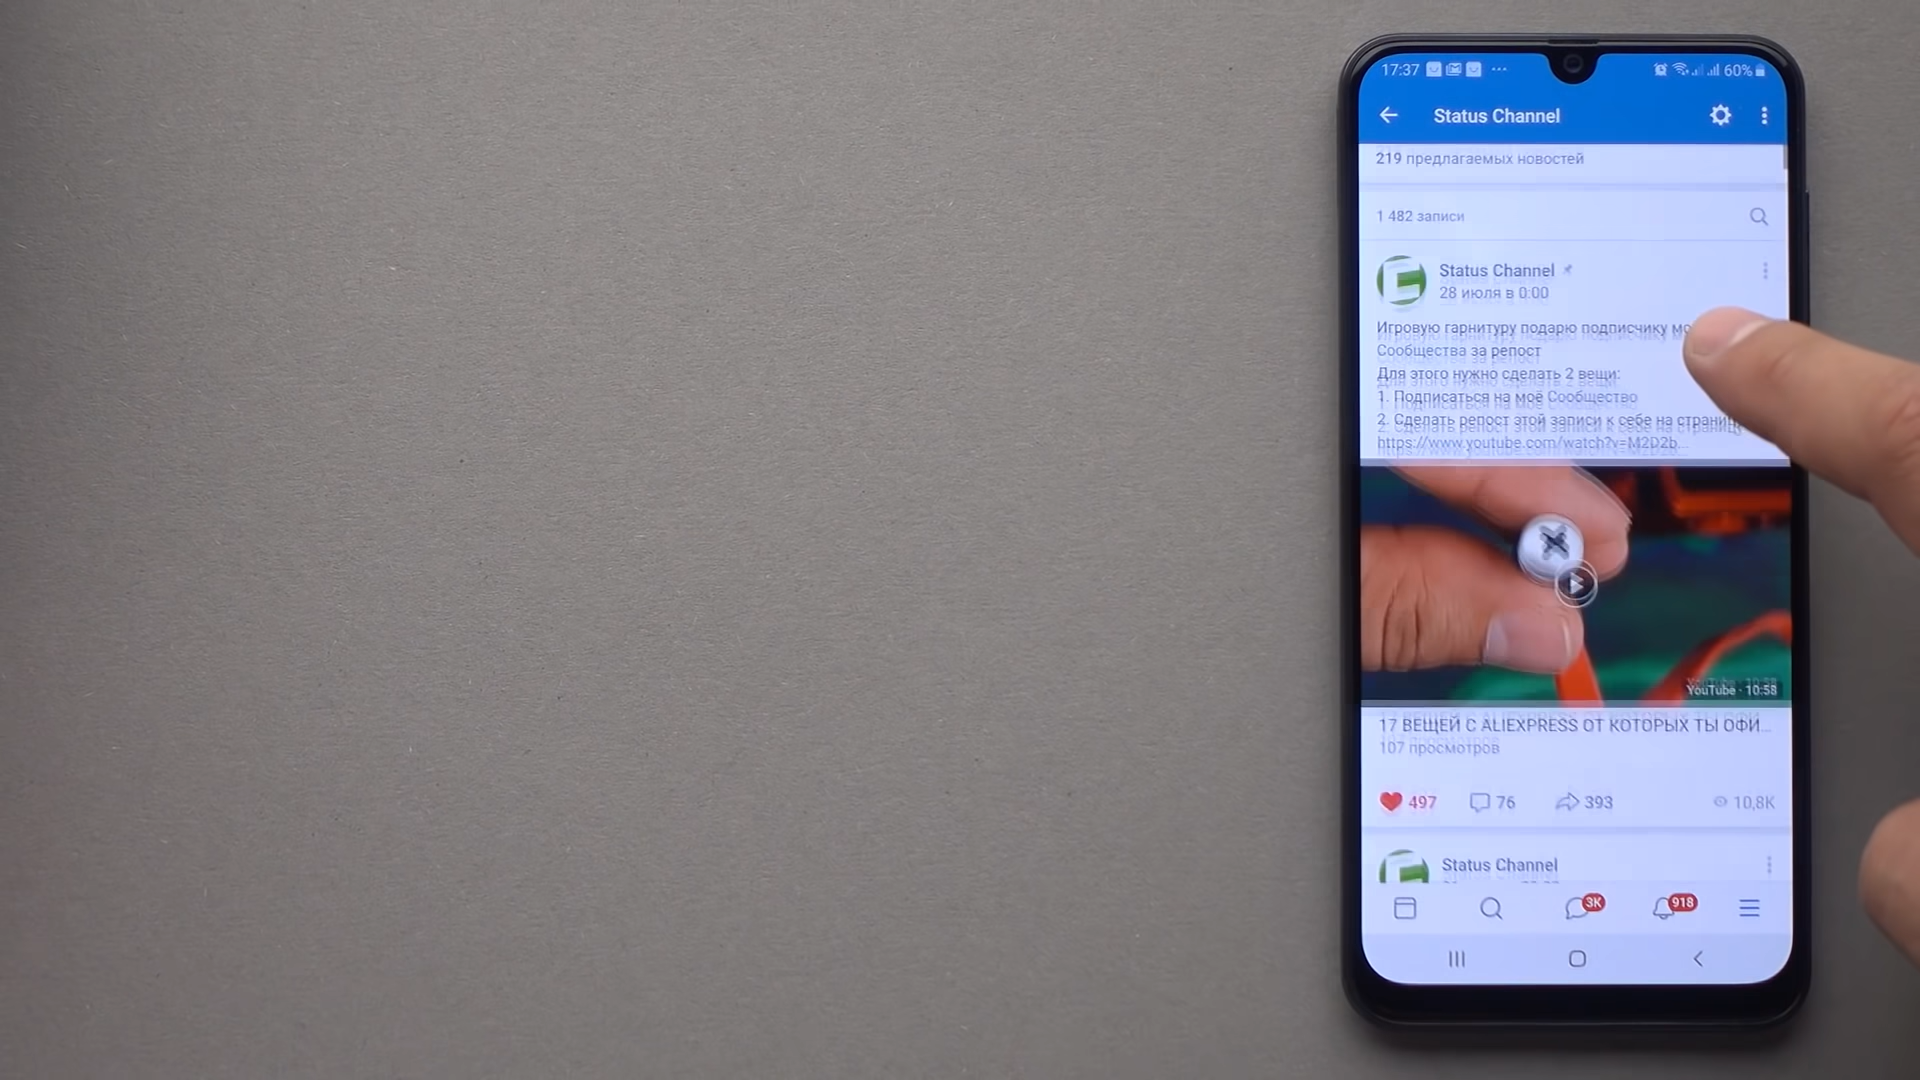 17:37
60%
Status Channel
219 предлагаемых новостей
1 482 записи
Status Channel
28 июля в 0:00
Игровую гарнитуру подарю подписчику
Сообщества за репост
Для этого нужно сделать 2 вещи:
1. Подписаться на моё Сообщество
2. Сделать репост этой записи к себе на
https://www.youtube.com/watch?v=M2D2b...
YouTube · 10:58
17 ВЕЩЕЙ С ALIEXPRESS ОТ КОТОРЫХ ТЫ ОФИ...
107 просмотров
497 76 393 10,8K
Status Channel
3K 918